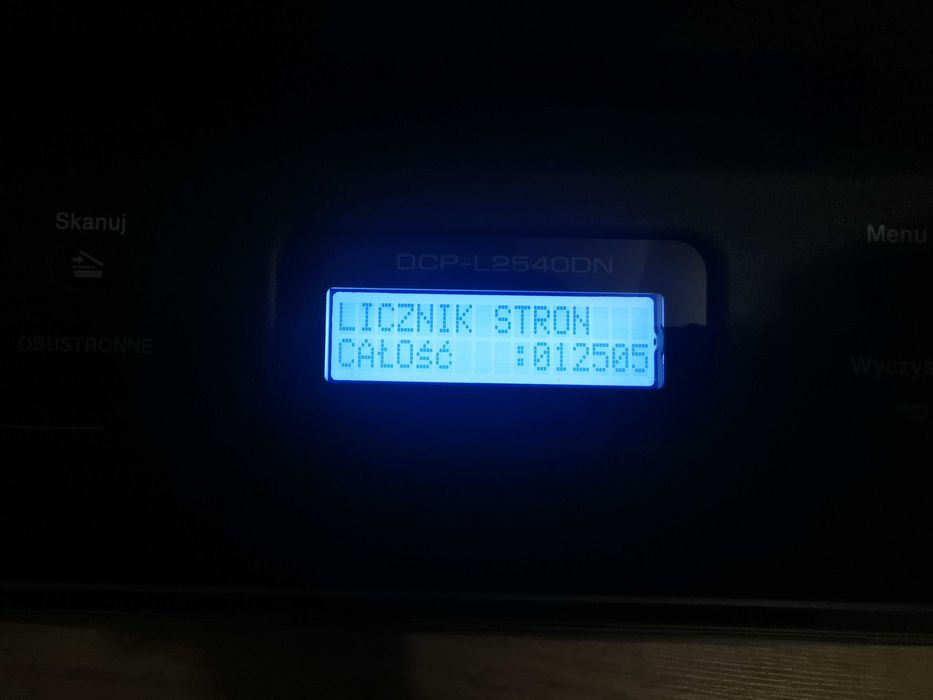 Skanuj
Menu
DCP-L2540DN
LICZNIK STRON
OBUSTRONNE
CAŁOŚĆ :012505